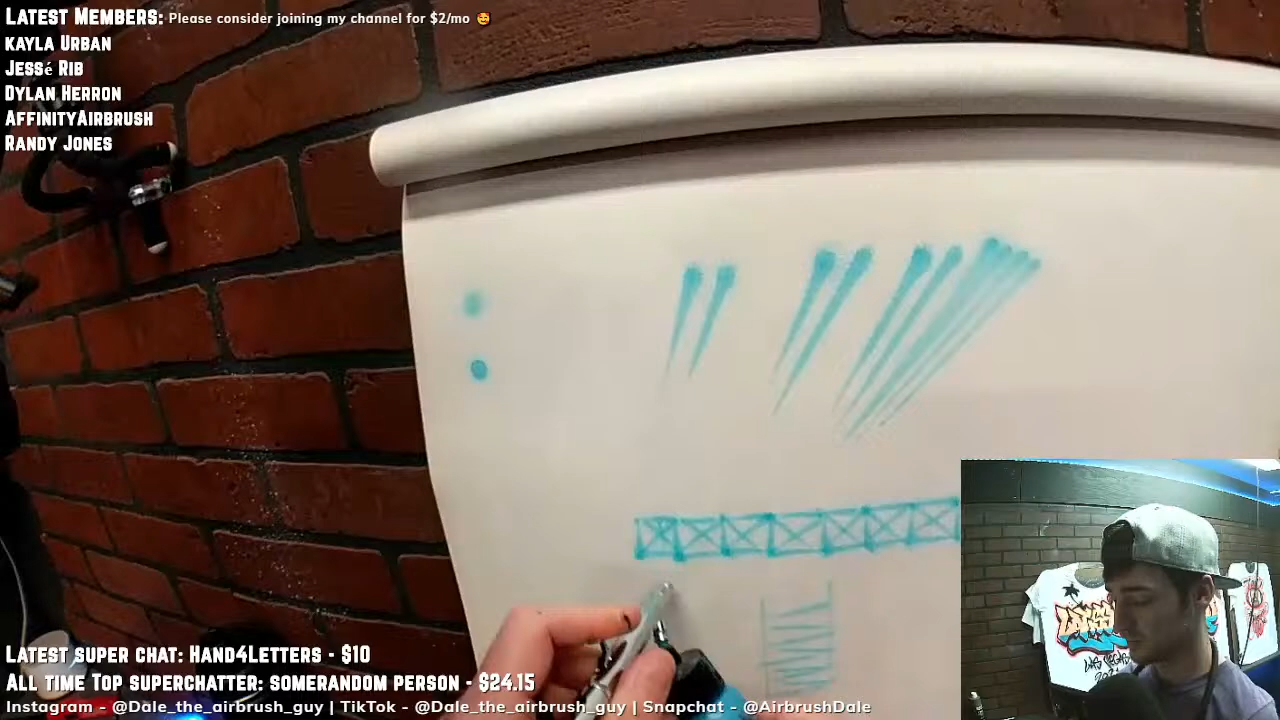 LATEST MEMBERS: Please consider joining my channel for $2/mo 🥰
KAYLA URBAN
JESSé RIB
DYLAN HERRON
AFFINITYAIRBRUSH
RANDY JONES
LATEST SUPER CHAT: HAND4LETTERS - $10
ALL TIME TOP SUPERCHATTER: SOMERANDOM PERSON - $24.15
Instagram - @Dale_the_airbrush_guy | TikTok - @Dale_the_airbrush_guy | Snapchat - @AirbrushDale